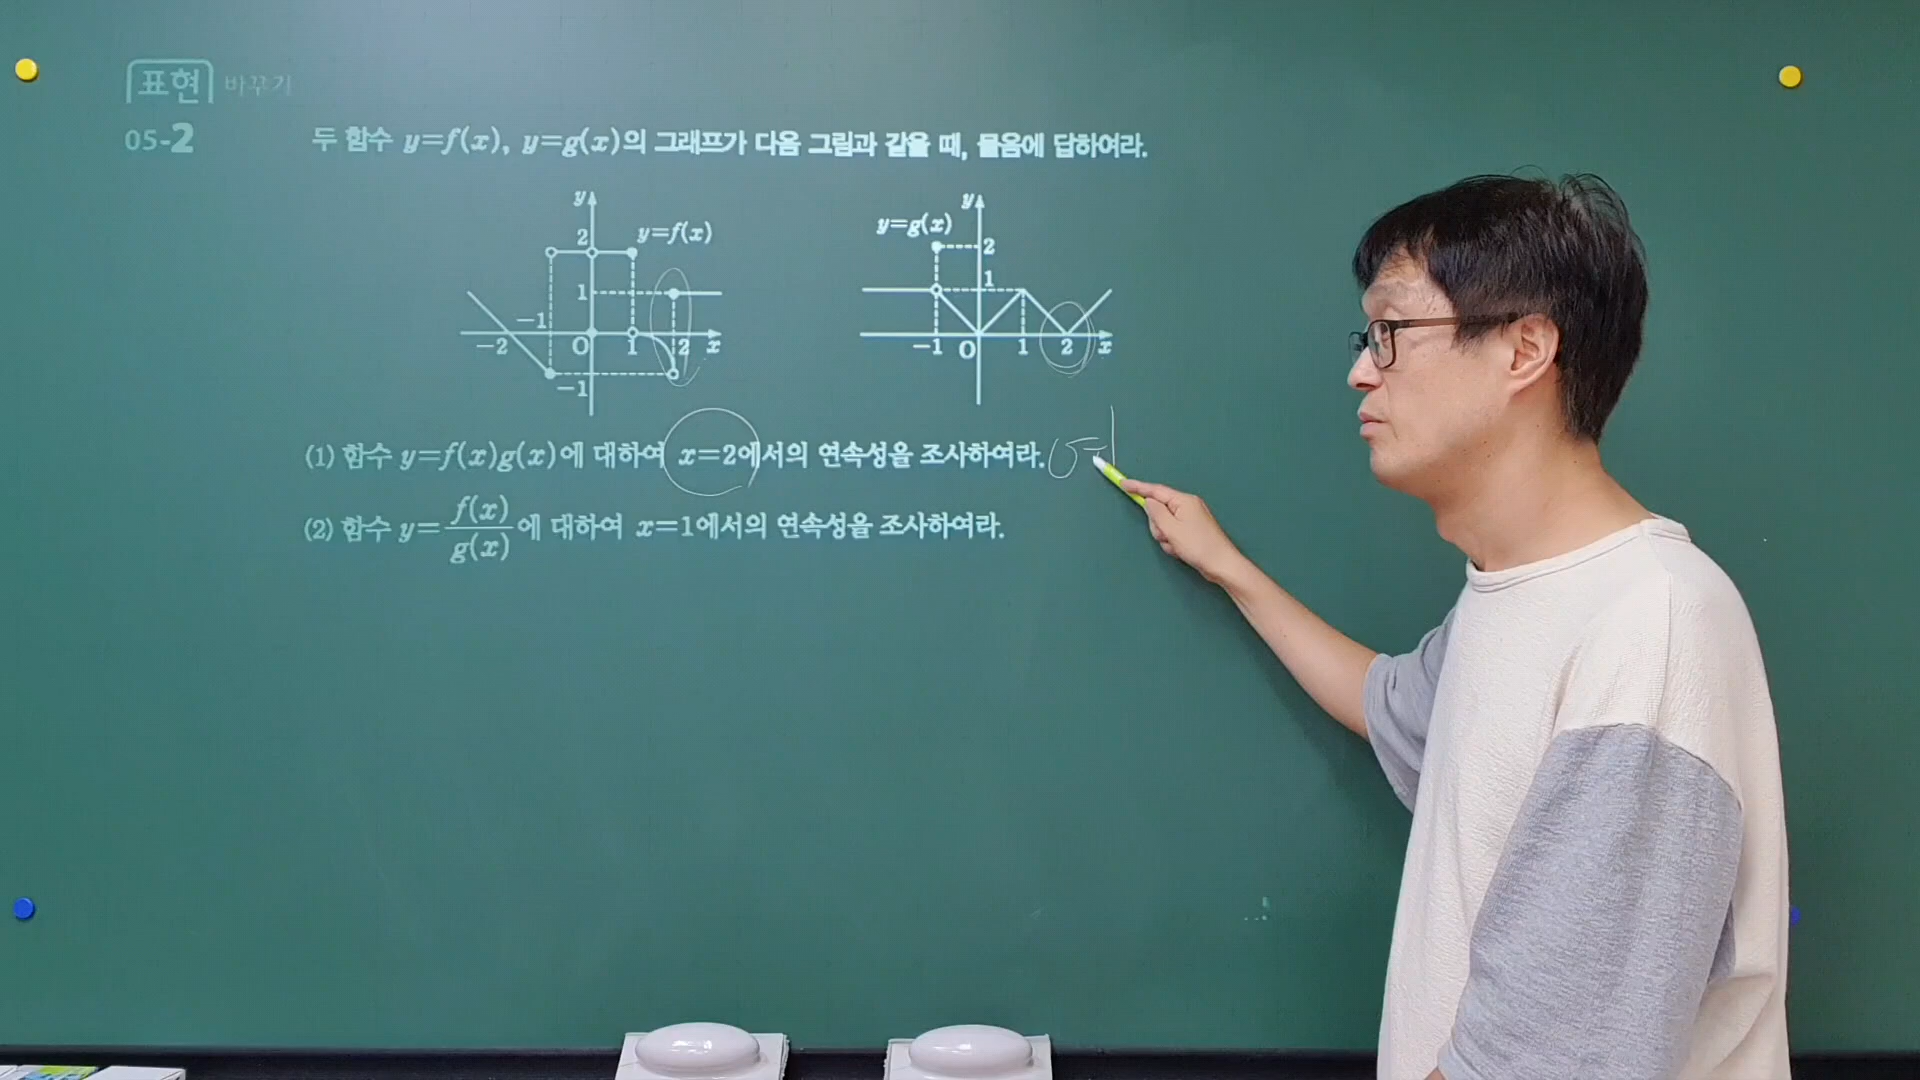 표현 바꾸기
05-2
두 함수 y=f(x), y=g(x)의 그래프가 다음 그림과 같을 때, 물음에 답하여라.
y
2
y=f(x)
1
-1
-2
O
1
2
x
-1
y
y=g(x)
2
1
-1
O
1
2
x
(1) 함수 y=f(x)g(x)에 대하여 x=2에서의 연속성을 조사하여라.
(2) 함수 y=f(x)/g(x)에 대하여 x=1에서의 연속성을 조사하여라.